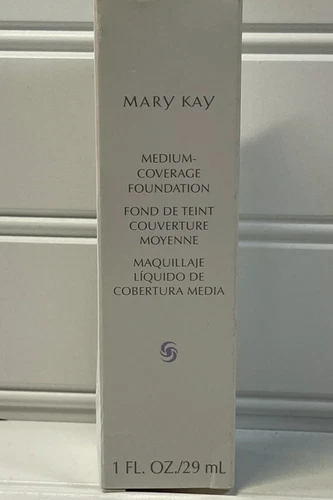 MARY KAY
MEDIUM-
COVERAGE
FOUNDATION
FOND DE TEINT
COUVERTURE
MOYENNE
MAQUILLAJE
LÍQUIDO DE
COBERTURA MEDIA
1 FL. OZ./29 mL